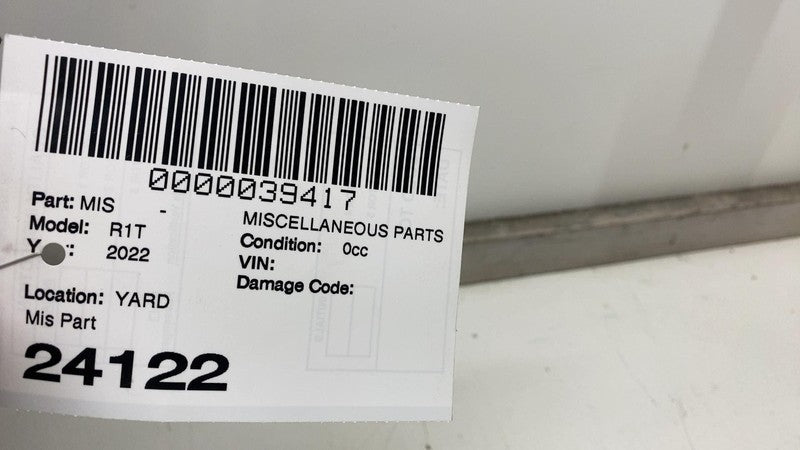 0000039417
Part: MIS -
MISCELLANEOUS PARTS
Model: R1T
Condition: 0cc
2022
VIN:
Damage Code:
Location: YARD
Mis Part
24122